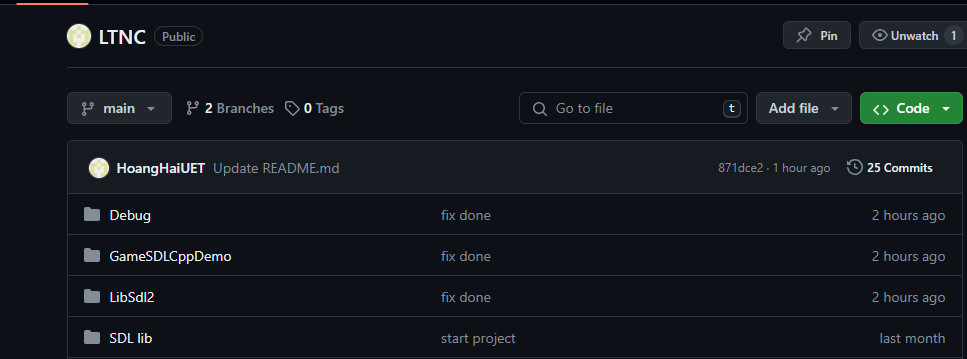 LTNC Public Pin Unwatch 1
main 2 Branches 0 Tags Go to file t Add file Code
HoangHaiUET Update README.md 871dce2 · 1 hour ago 25 Commits
Debug fix done 2 hours ago
GameSDLCppDemo fix done 2 hours ago
LibSdl2 fix done 2 hours ago
SDL lib start project last month